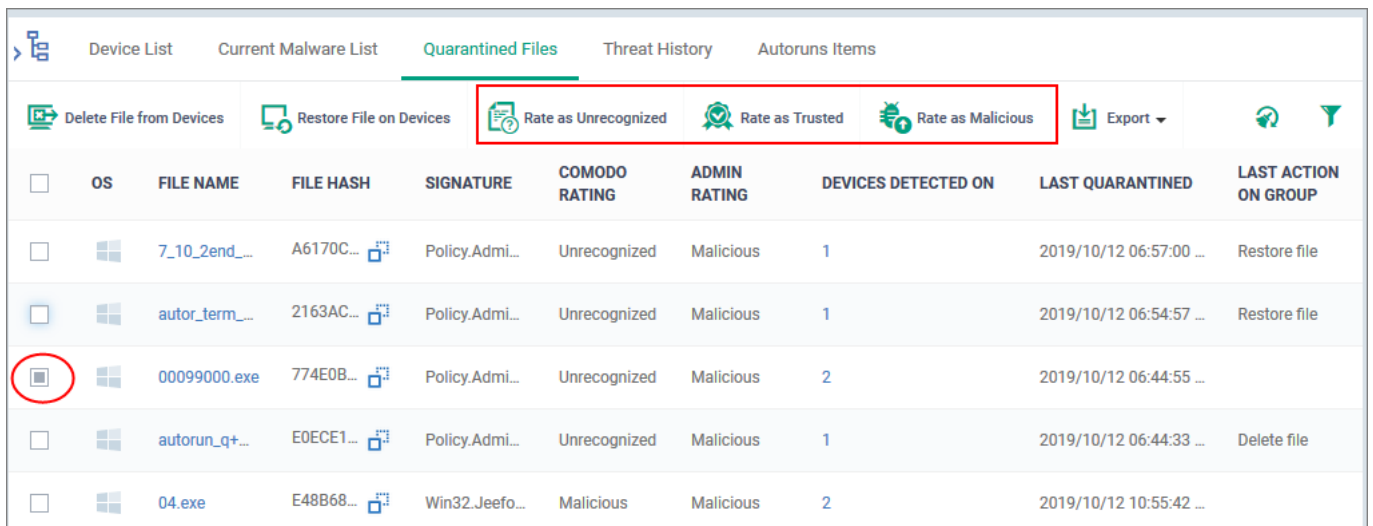 Device List Current Malware List Quarantined Files Threat History Autoruns Items
Delete File from Devices Restore File on Devices Rate as Unrecognized Rate as Trusted Rate as Malicious Export
OS FILE NAME FILE HASH SIGNATURE COMODO RATING ADMIN RATING DEVICES DETECTED ON LAST QUARANTINED LAST ACTION ON GROUP
7_10_2end_... A6170C... Policy.Admi... Unrecognized Malicious 1 2019/10/12 06:57:00 ... Restore file
autor_term_... 2163AC... Policy.Admi... Unrecognized Malicious 1 2019/10/12 06:54:57 ... Restore file
00099000.exe 774E0B... Policy.Admi... Unrecognized Malicious 2 2019/10/12 06:44:55 ...
autorun_q+... E0ECE1... Policy.Admi... Unrecognized Malicious 1 2019/10/12 06:44:33 ... Delete file
04.exe E48B68... Win32.Jeefo... Malicious Malicious 2 2019/10/12 10:55:42 ...